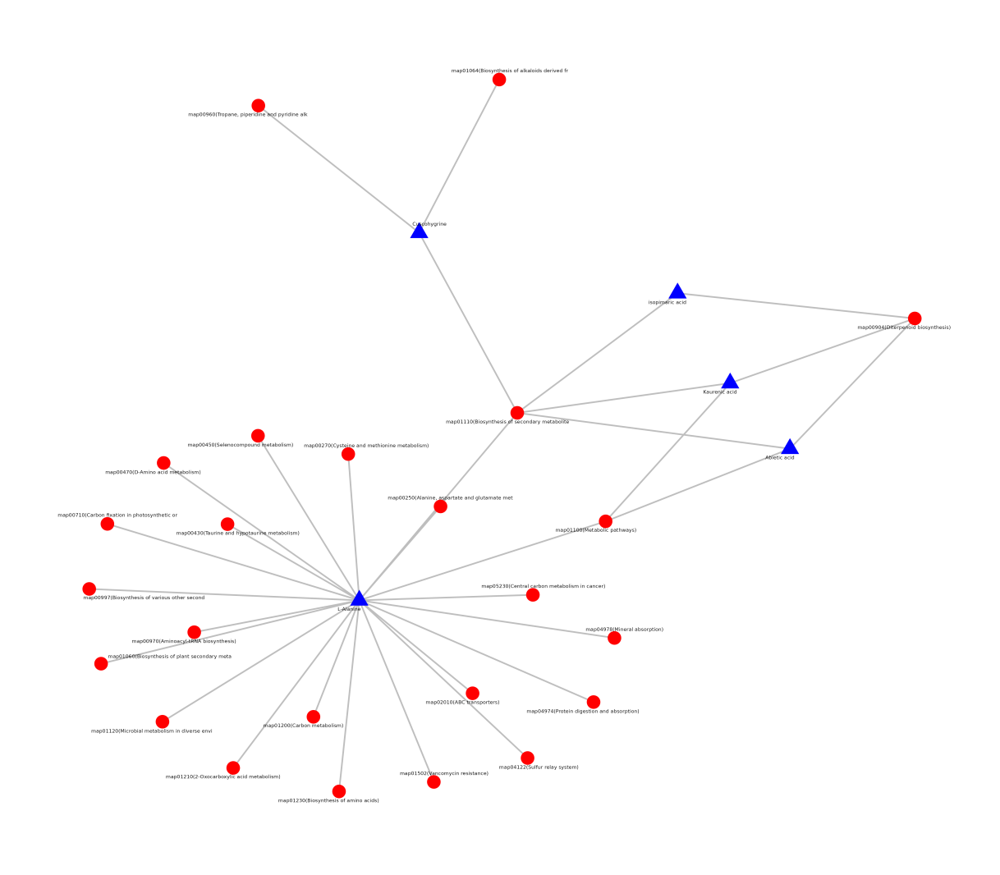 map01064(Biosynthesis of alkaloids derived fr
map00960(Tropane, piperidine and pyridine alk
Cuscohygrine
isopimaric acid
map00904(Diterpenoid biosynthesis)
Kaurenic acid
map01110(Biosynthesis of secondary metabolite
map00450(Selenocompound metabolism)
map00270(Cysteine and methionine metabolism)
Abietic acid
map00470(D-Amino acid metabolism)
map00250(Alanine, aspartate and glutamate met
map00710(Carbon fixation in photosynthetic or
map01100(Metabolic pathways)
map00430(Taurine and hypotaurine metabolism)
map05230(Central carbon metabolism in cancer)
map00997(Biosynthesis of various other second
L-Alanine
map04978(Mineral absorption)
map00970(Aminoacyl-tRNA biosynthesis)
map01060(Biosynthesis of plant secondary meta
map02010(ABC transporters)
map04974(Protein digestion and absorption)
map01200(Carbon metabolism)
map01120(Microbial metabolism in diverse envi
map04122(Sulfur relay system)
map01502(Vancomycin resistance)
map01210(2-Oxocarboxylic acid metabolism)
map01230(Biosynthesis of amino acids)